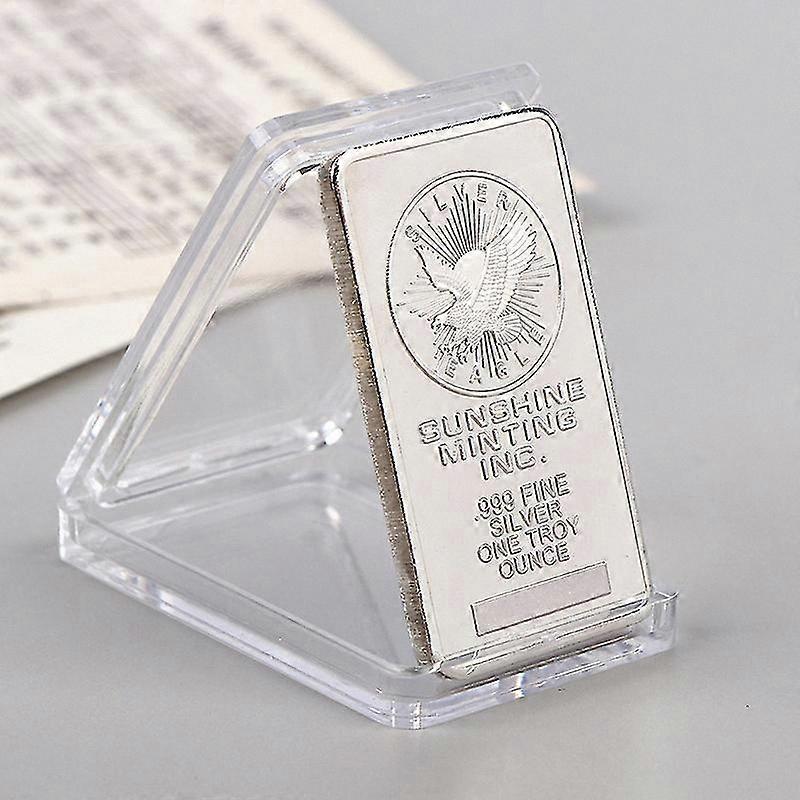 SILVER
EAGLE
SUNSHINE
MINTING
INC.
.999 FINE
SILVER
ONE TROY
OUNCE